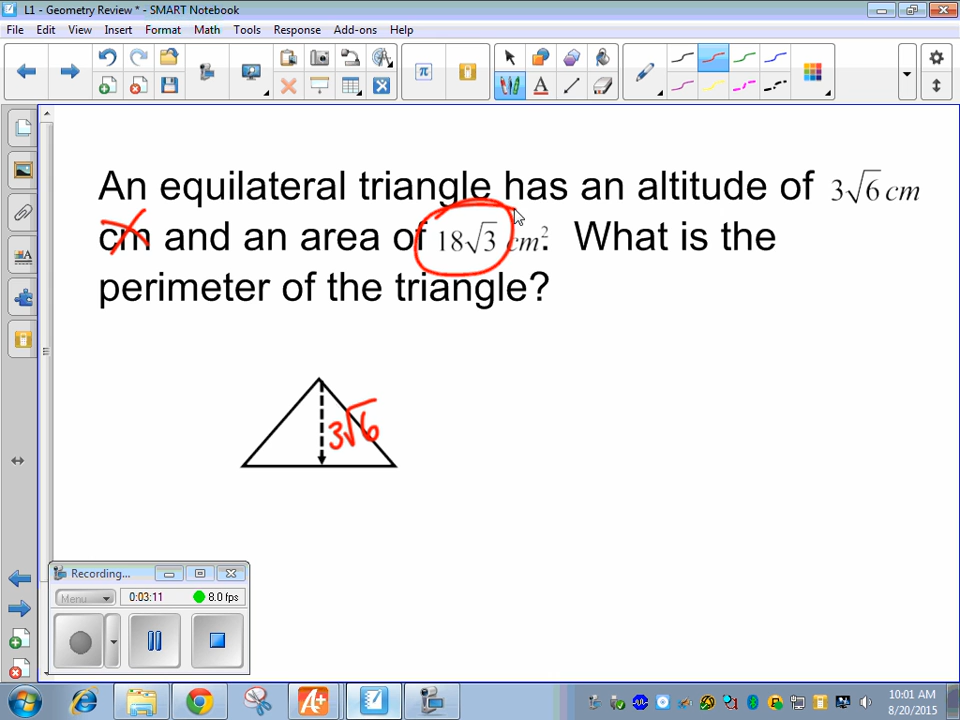 L1 - Geometry Review * - SMART Notebook
File Edit View Insert Format Math Tools Response Add-ons Help
An equilateral triangle has an altitude of 3√6 cm
cm and an area of 18√3 cm². What is the
perimeter of the triangle?
3√6
Recording...
Menu 0:03:11 8.0 fps
10:01 AM
8/20/2015